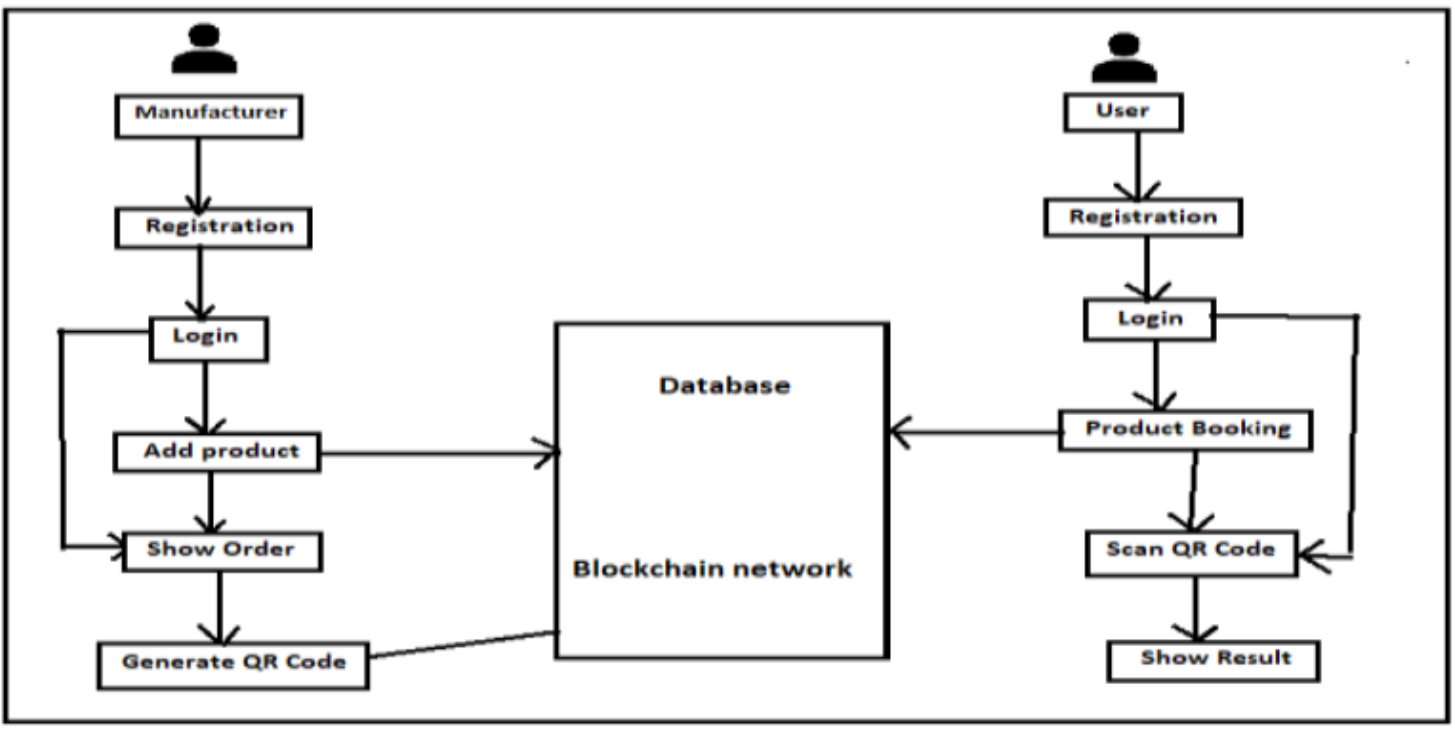 Manufacturer
Registration
Login
Add product
Show Order
Generate QR Code
Database
Blockchain network
User
Registration
Login
Product Booking
Scan QR Code
Show Result